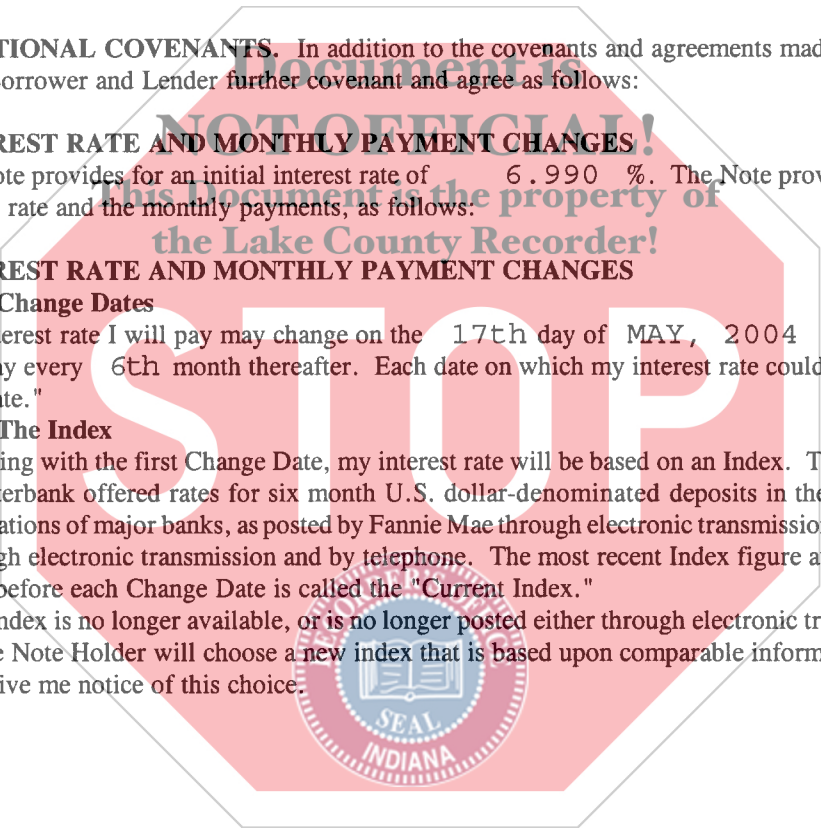 TIONAL COVENANTS. In addition to the covenants and agreements mad
orrower and Lender further covenant and agree as follows:
Document is
NOT OFFICIAL!
REST RATE AND MONTHLY PAYMENT CHANGES
ote provides for an initial interest rate of 6.990 %. The Note prov
This Document is the property of
rate and the monthly payments, as follows:
the Lake County Recorder!
REST RATE AND MONTHLY PAYMENT CHANGES
Change Dates
erest rate I will pay may change on the 17th day of MAY, 2004
y every 6th month thereafter. Each date on which my interest rate could
te."
The Index
ing with the first Change Date, my interest rate will be based on an Index. T
terbank offered rates for six month U.S. dollar-denominated deposits in the
ations of major banks, as posted by Fannie Mae through electronic transmission
gh electronic transmission and by telephone. The most recent Index figure a
before each Change Date is called the "Current Index."
ndex is no longer available, or is no longer posted either through electronic tr
e Note Holder will choose a new index that is based upon comparable inform
ive me notice of this choice.
STOP
RECORDER'S OFFICE
SEAL
INDIANA